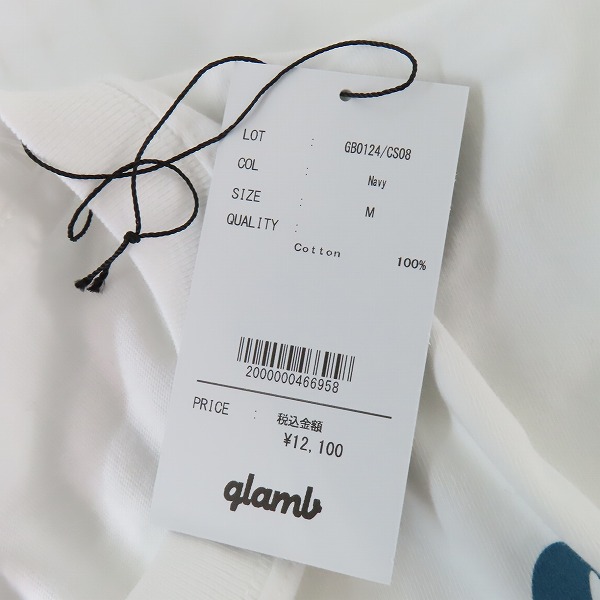 LOT : GB0124/CS08
COL : Navy
SIZE : M
QUALITY :
Cotton 100%
2000000466958
PRICE : 税込金額
¥12,100
glamb